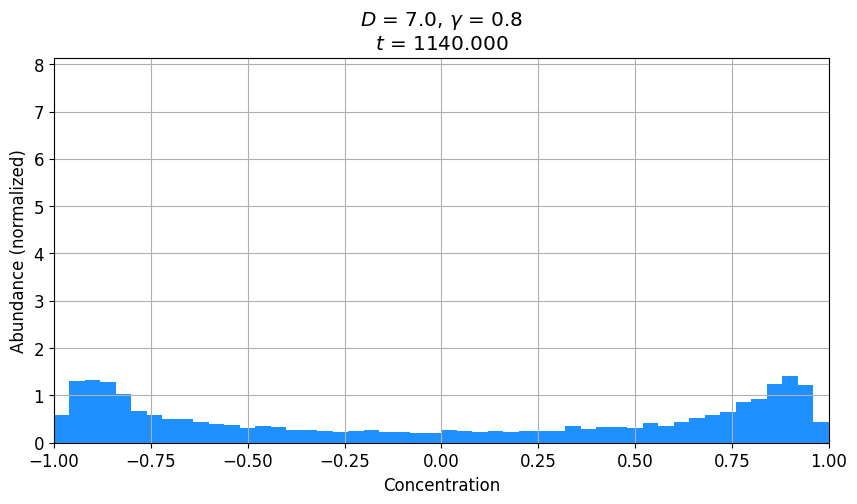 D = 7.0, γ = 0.8
t = 1140.000
Abundance (normalized)
8
7
6
5
4
3
2
1
0
−1.00 −0.75 −0.50 −0.25 0.00 0.25 0.50 0.75 1.00
Concentration